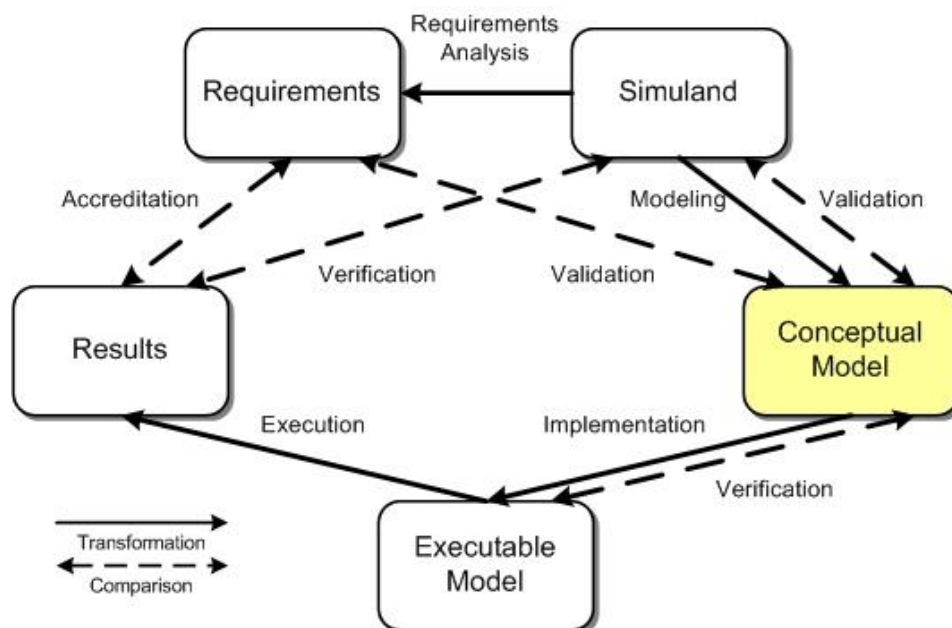 Requirements
Analysis
Requirements
Simuland
Accreditation
Modeling
Validation
Verification
Validation
Results
Conceptual
Model
Execution
Implementation
Verification
Transformation
Comparison
Executable
Model